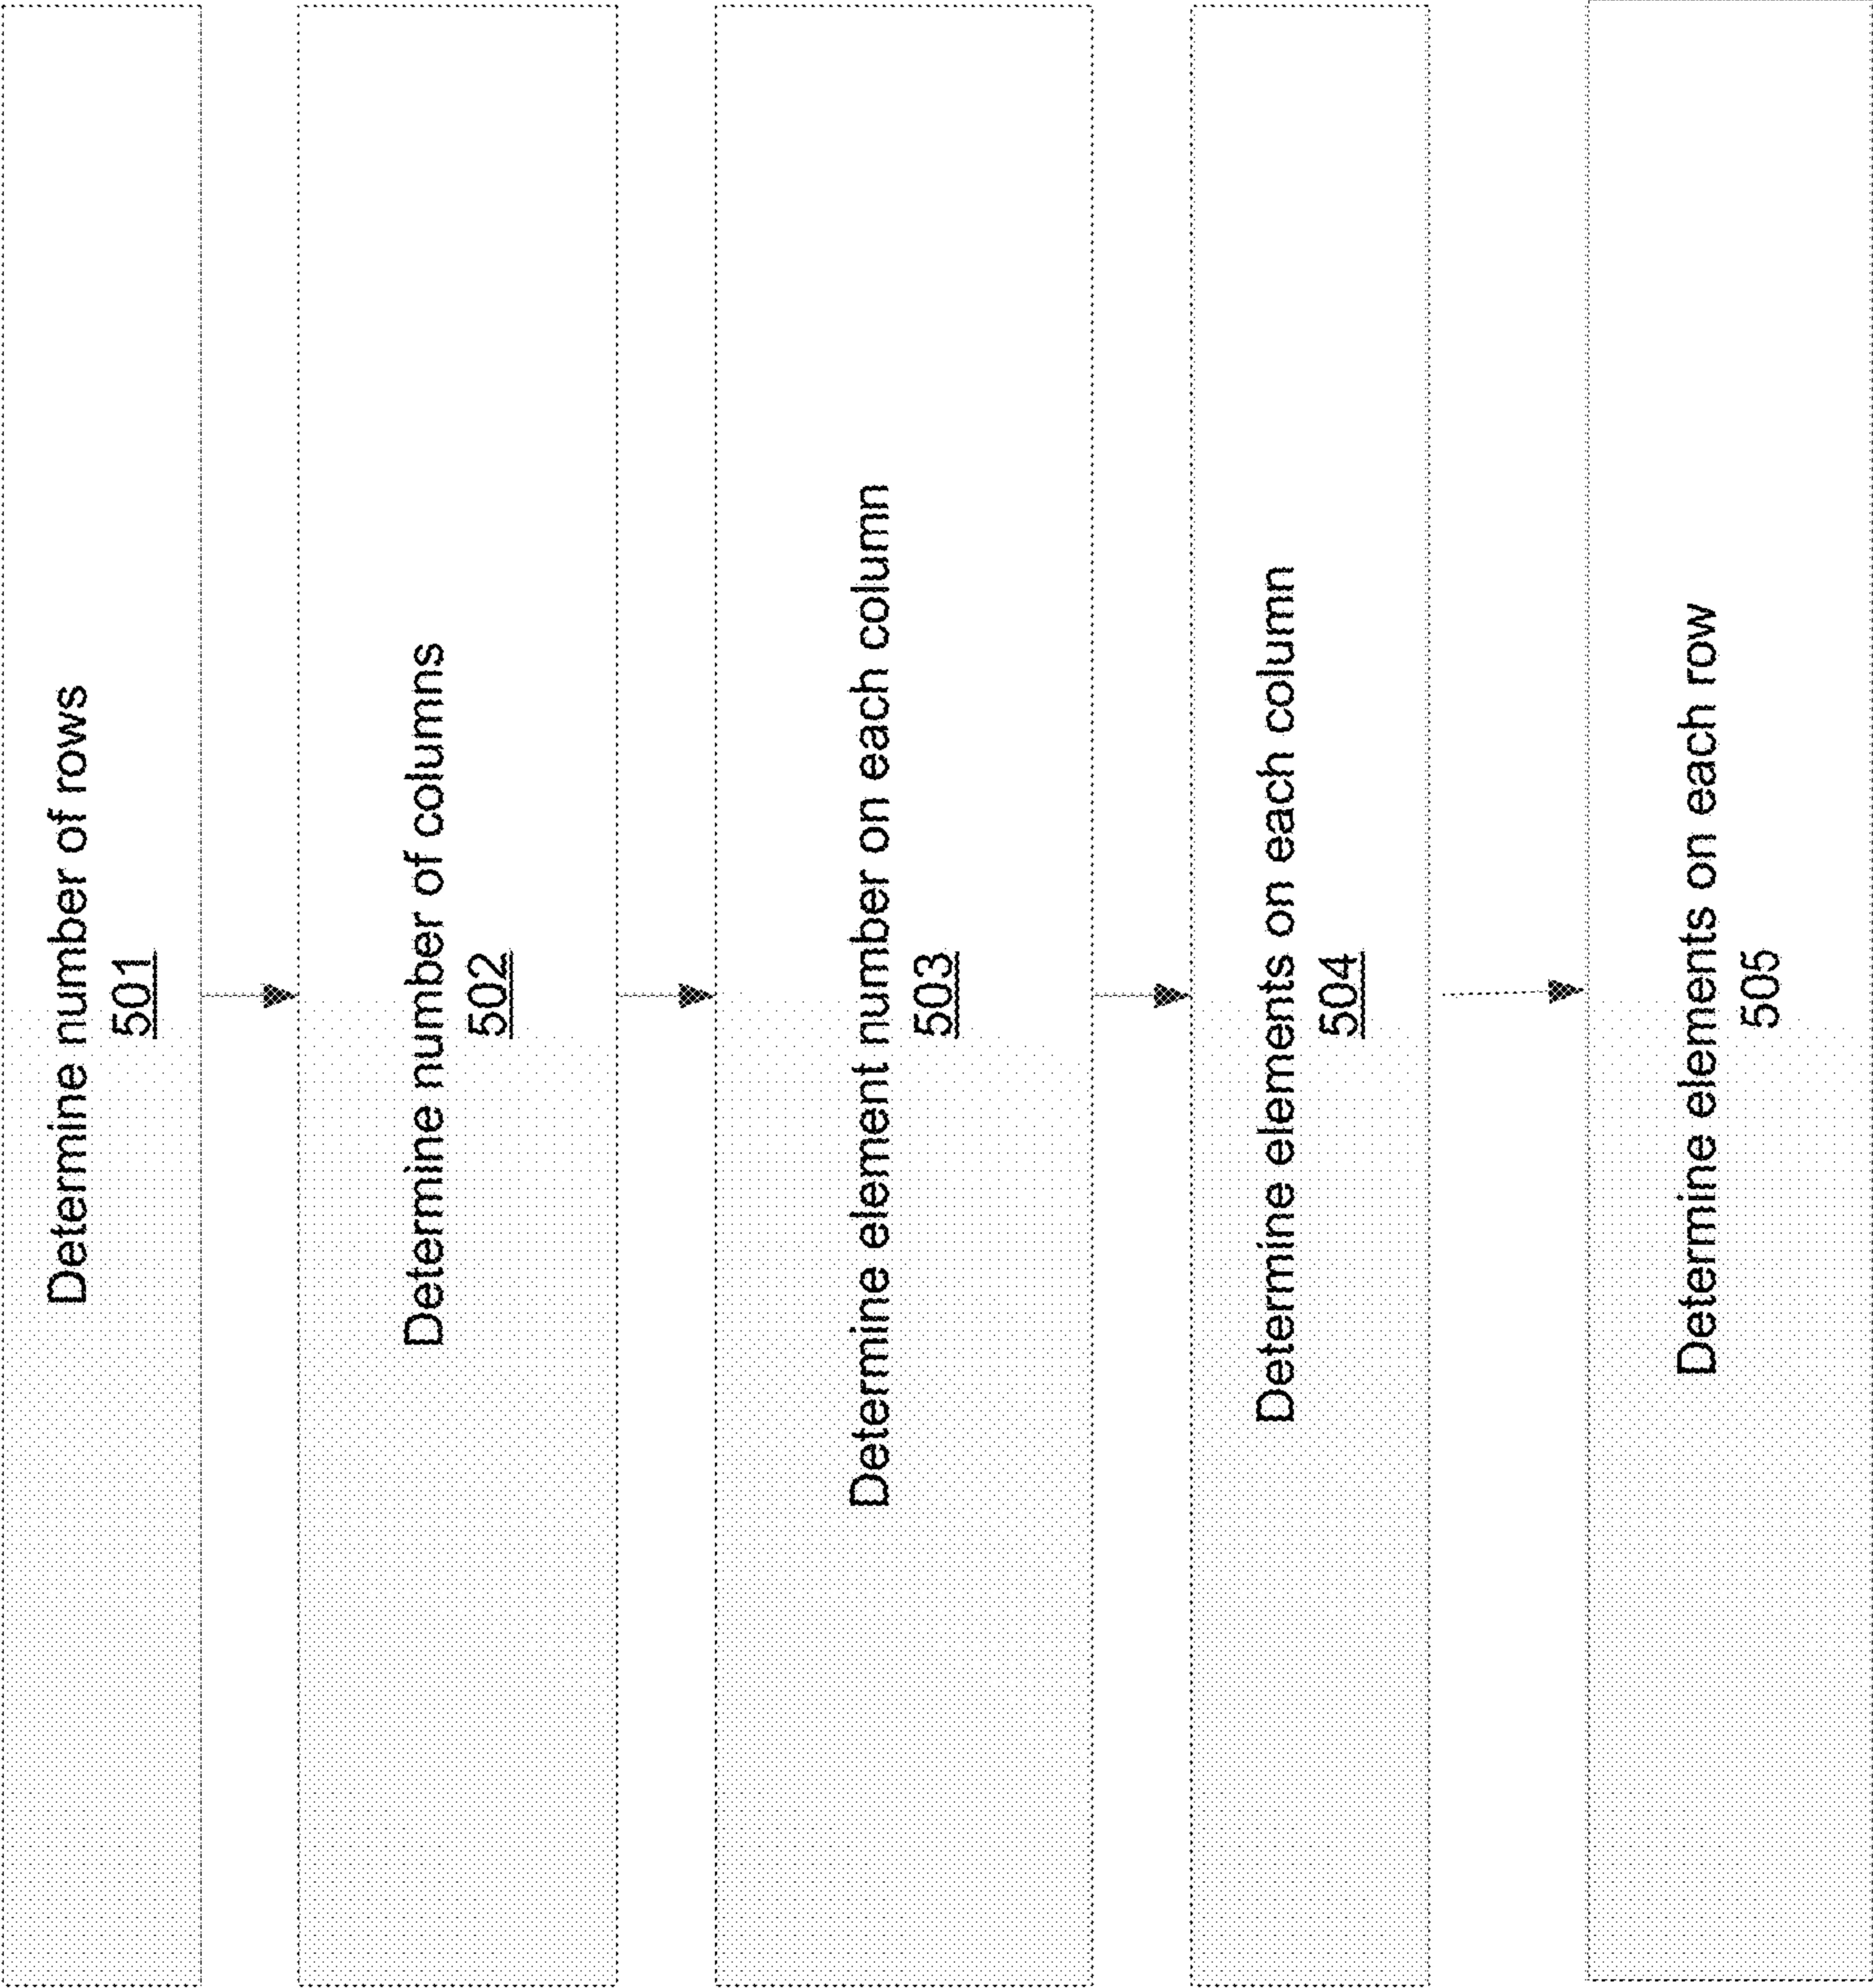 Determine number of rows
501
Determine number of columns
502
Determine element number on each column
503
Determine elements on each column
504
Determine elements on each row
505